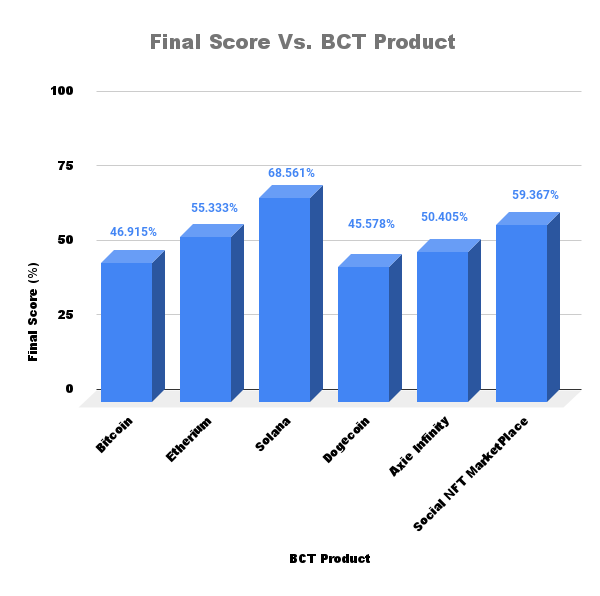 Final Score Vs. BCT Product
100
75
50
25
0
Final Score (%)
46.915%
55.333%
68.561%
45.578%
50.405%
59.367%
Bitcoin
Etherium
Solana
Dogecoin
Axie Infinity
Social NFT MarketPlace
BCT Product